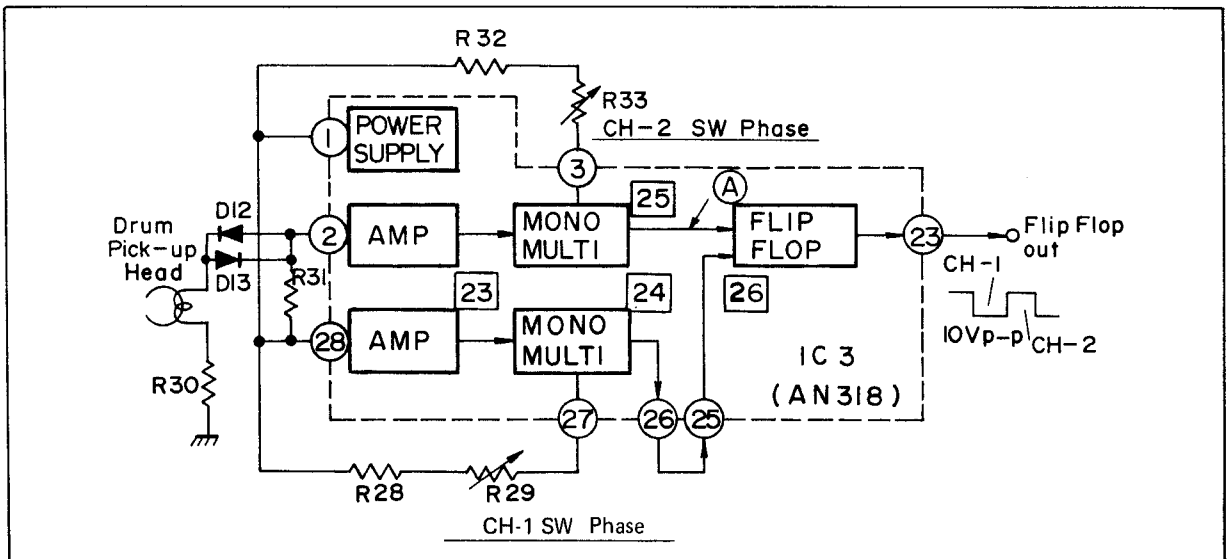 R32
R33
CH-2 SW Phase
1
POWER
SUPPLY
3
25
A
Drum
Pick-up
Head
D12
D13
R31
2
AMP
MONO
MULTI
FLIP
FLOP
23
Flip Flop
out
CH-1
10Vp-p
CH-2
23
24
26
28
AMP
MONO
MULTI
IC 3
(AN318)
R30
27
26
25
R28
R29
CH-1 SW Phase